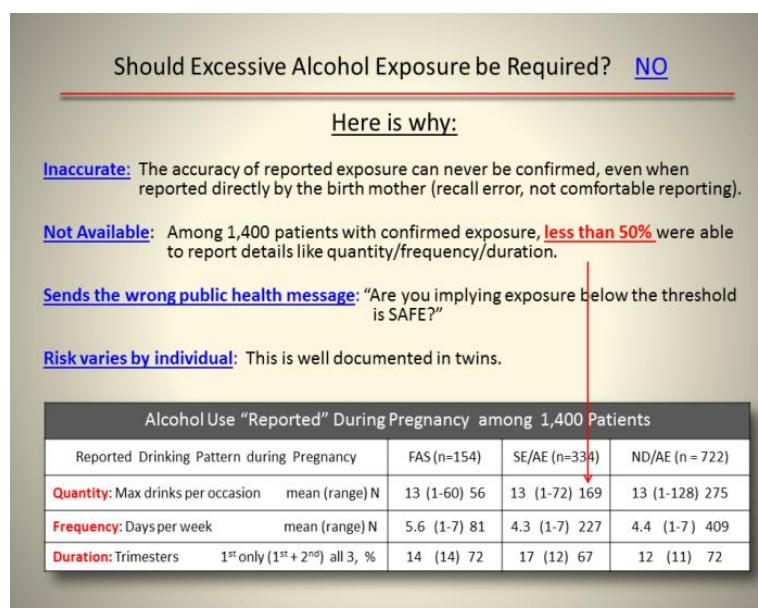 Should Excessive Alcohol Exposure be Required? NO
Here is why:
Inaccurate: The accuracy of reported exposure can never be confirmed, even when
reported directly by the birth mother (recall error, not comfortable reporting).
Not Available: Among 1,400 patients with confirmed exposure, less than 50% were able
to report details like quantity/frequency/duration.
Sends the wrong public health message: “Are you implying exposure below the threshold
is SAFE?”
Risk varies by individual: This is well documented in twins.
Alcohol Use “Reported” During Pregnancy among 1,400 Patients
Reported Drinking Pattern during Pregnancy FAS (n=154) SE/AE (n=334) ND/AE (n = 722)
Quantity: Max drinks per occasion mean (range) N 13 (1-60) 56 13 (1-72) 169 13 (1-128) 275
Frequency: Days per week mean (range) N 5.6 (1-7) 81 4.3 (1-7) 227 4.4 (1-7) 409
Duration: Trimesters 1st only (1st + 2nd) all 3, % 14 (14) 72 17 (12) 67 12 (11) 72